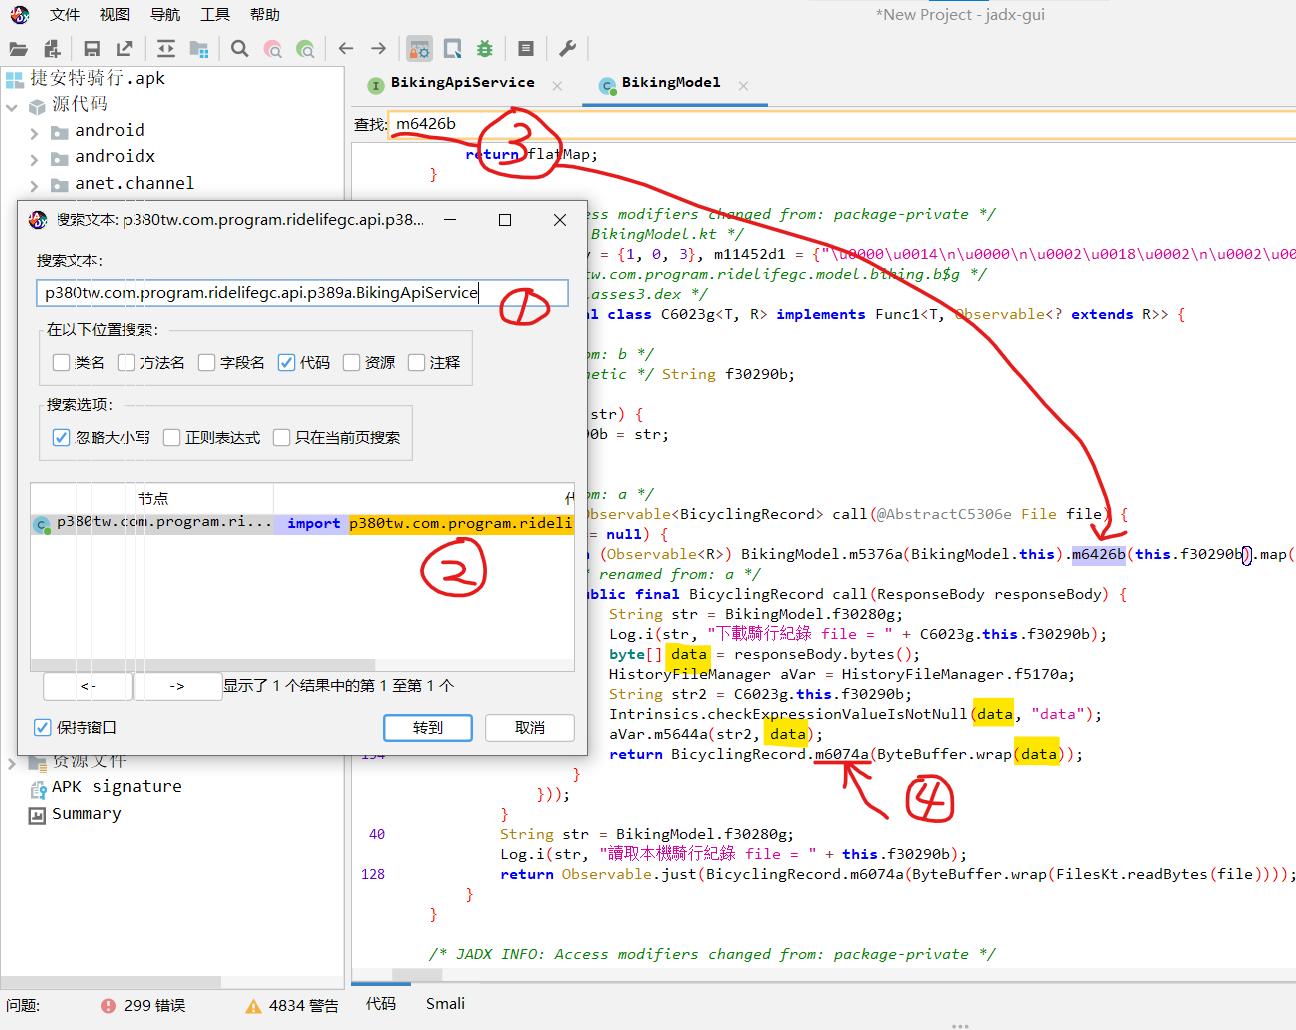 文件 视图 导航 工具 帮助
*New Project - jadx-gui
捷安特骑行.apk
源代码
android
androidx
anet.channel
BikingApiService
BikingModel
查找: m6426b
3
return flatMap;
}
ss modifiers changed from: package-private */
BikingModel.kt */
y = {1, 0, 3}, m11452d1 = {"\u0000\u0014\n\u0000\n\u0002\u0018\u0002\n\u0002\u00
tw.com.program.ridelifegc.model.biking.b$g */
asses3.dex */
al class C6023g<T, R> implements Func1<T, Observable<? extends R>> {
om: b */
hetic */ String f30290b;
str) {
90b = str;
om: a */
Observable<BicyclingRecord> call(@AbstractC5306e File file) {
= null) {
n (Observable<R>) BikingModel.m5376a(BikingModel.this).m6426b(this.f30290b).map(
* renamed from: a */
ublic final BicyclingRecord call(ResponseBody responseBody) {
String str = BikingModel.f30280g;
Log.i(str, "下載騎行紀錄 file = " + C6023g.this.f30290b);
byte[] data = responseBody.bytes();
HistoryFileManager aVar = HistoryFileManager.f5170a;
String str2 = C6023g.this.f30290b;
Intrinsics.checkExpressionValueIsNotNull(data, "data");
aVar.m5644a(str2, data);
194 return BicyclingRecord.m6074a(ByteBuffer.wrap(data));
}
4
}));
}
40 String str = BikingModel.f30280g;
Log.i(str, "讀取本機騎行紀錄 file = " + this.f30290b);
128 return Observable.just(BicyclingRecord.m6074a(ByteBuffer.wrap(FilesKt.readBytes(file))));
}
}
/* JADX INFO: Access modifiers changed from: package-private */
搜索文本: p380tw.com.program.ridelifegc.api.p38...
搜索文本:
p380tw.com.program.ridelifegc.api.p389a.BikingApiService
1
在以下位置搜索:
类名 方法名 字段名 代码 资源 注释
搜索选项:
忽略大小写 正则表达式 只在当前页搜索
节点
p380tw.com.program.ri... import p380tw.com.program.rideli
2
<- -> 显示了 1 个结果中的第 1 至第 1 个
保持窗口 转到 取消
资源文件
APK signature
Summary
问题: 299 错误 4834 警告 代码 Smali